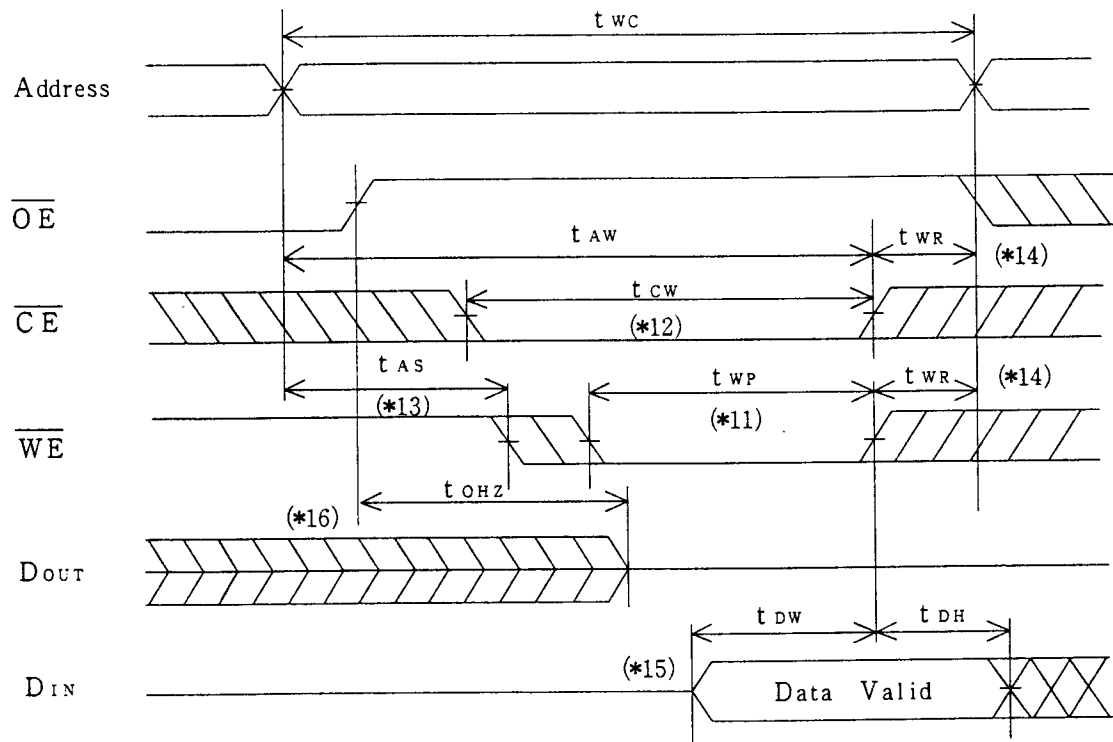 t WC
Address
OE
t AW
t WR
(*14)
CE
t CW
(*12)
t AS
(*13)
t WP
(*11)
t WR
(*14)
WE
t OHZ
(*16)
DOUT
t DW
t DH
(*15)
DIN
Data Valid